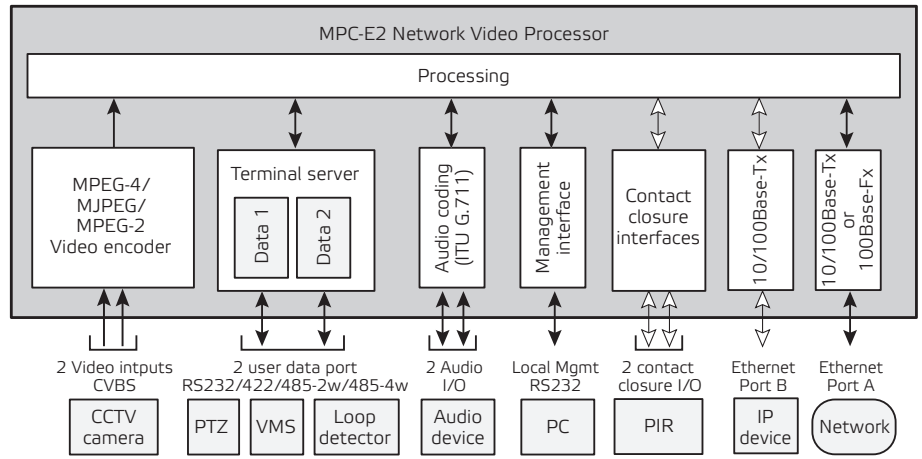 MPC-E2 Network Video Processor
Processing
MPEG-4/
MJPEG/
MPEG-2
Video encoder
Terminal server
Data 1
Data 2
Audio coding
(ITU G.711)
Management
interface
Contact
closure
interfaces
10/100Base-Tx
10/100Base-Tx
or
100Base-Fx
2 Video intputs
CVBS
2 user data port
RS232/422/485-2w/485-4w
2 Audio
I/O
Local Mgmt
RS232
2 contact
closure I/O
Ethernet
Port B
Ethernet
Port A
CCTV
camera
PTZ
VMS
Loop
detector
Audio
device
PC
PIR
IP
device
Network